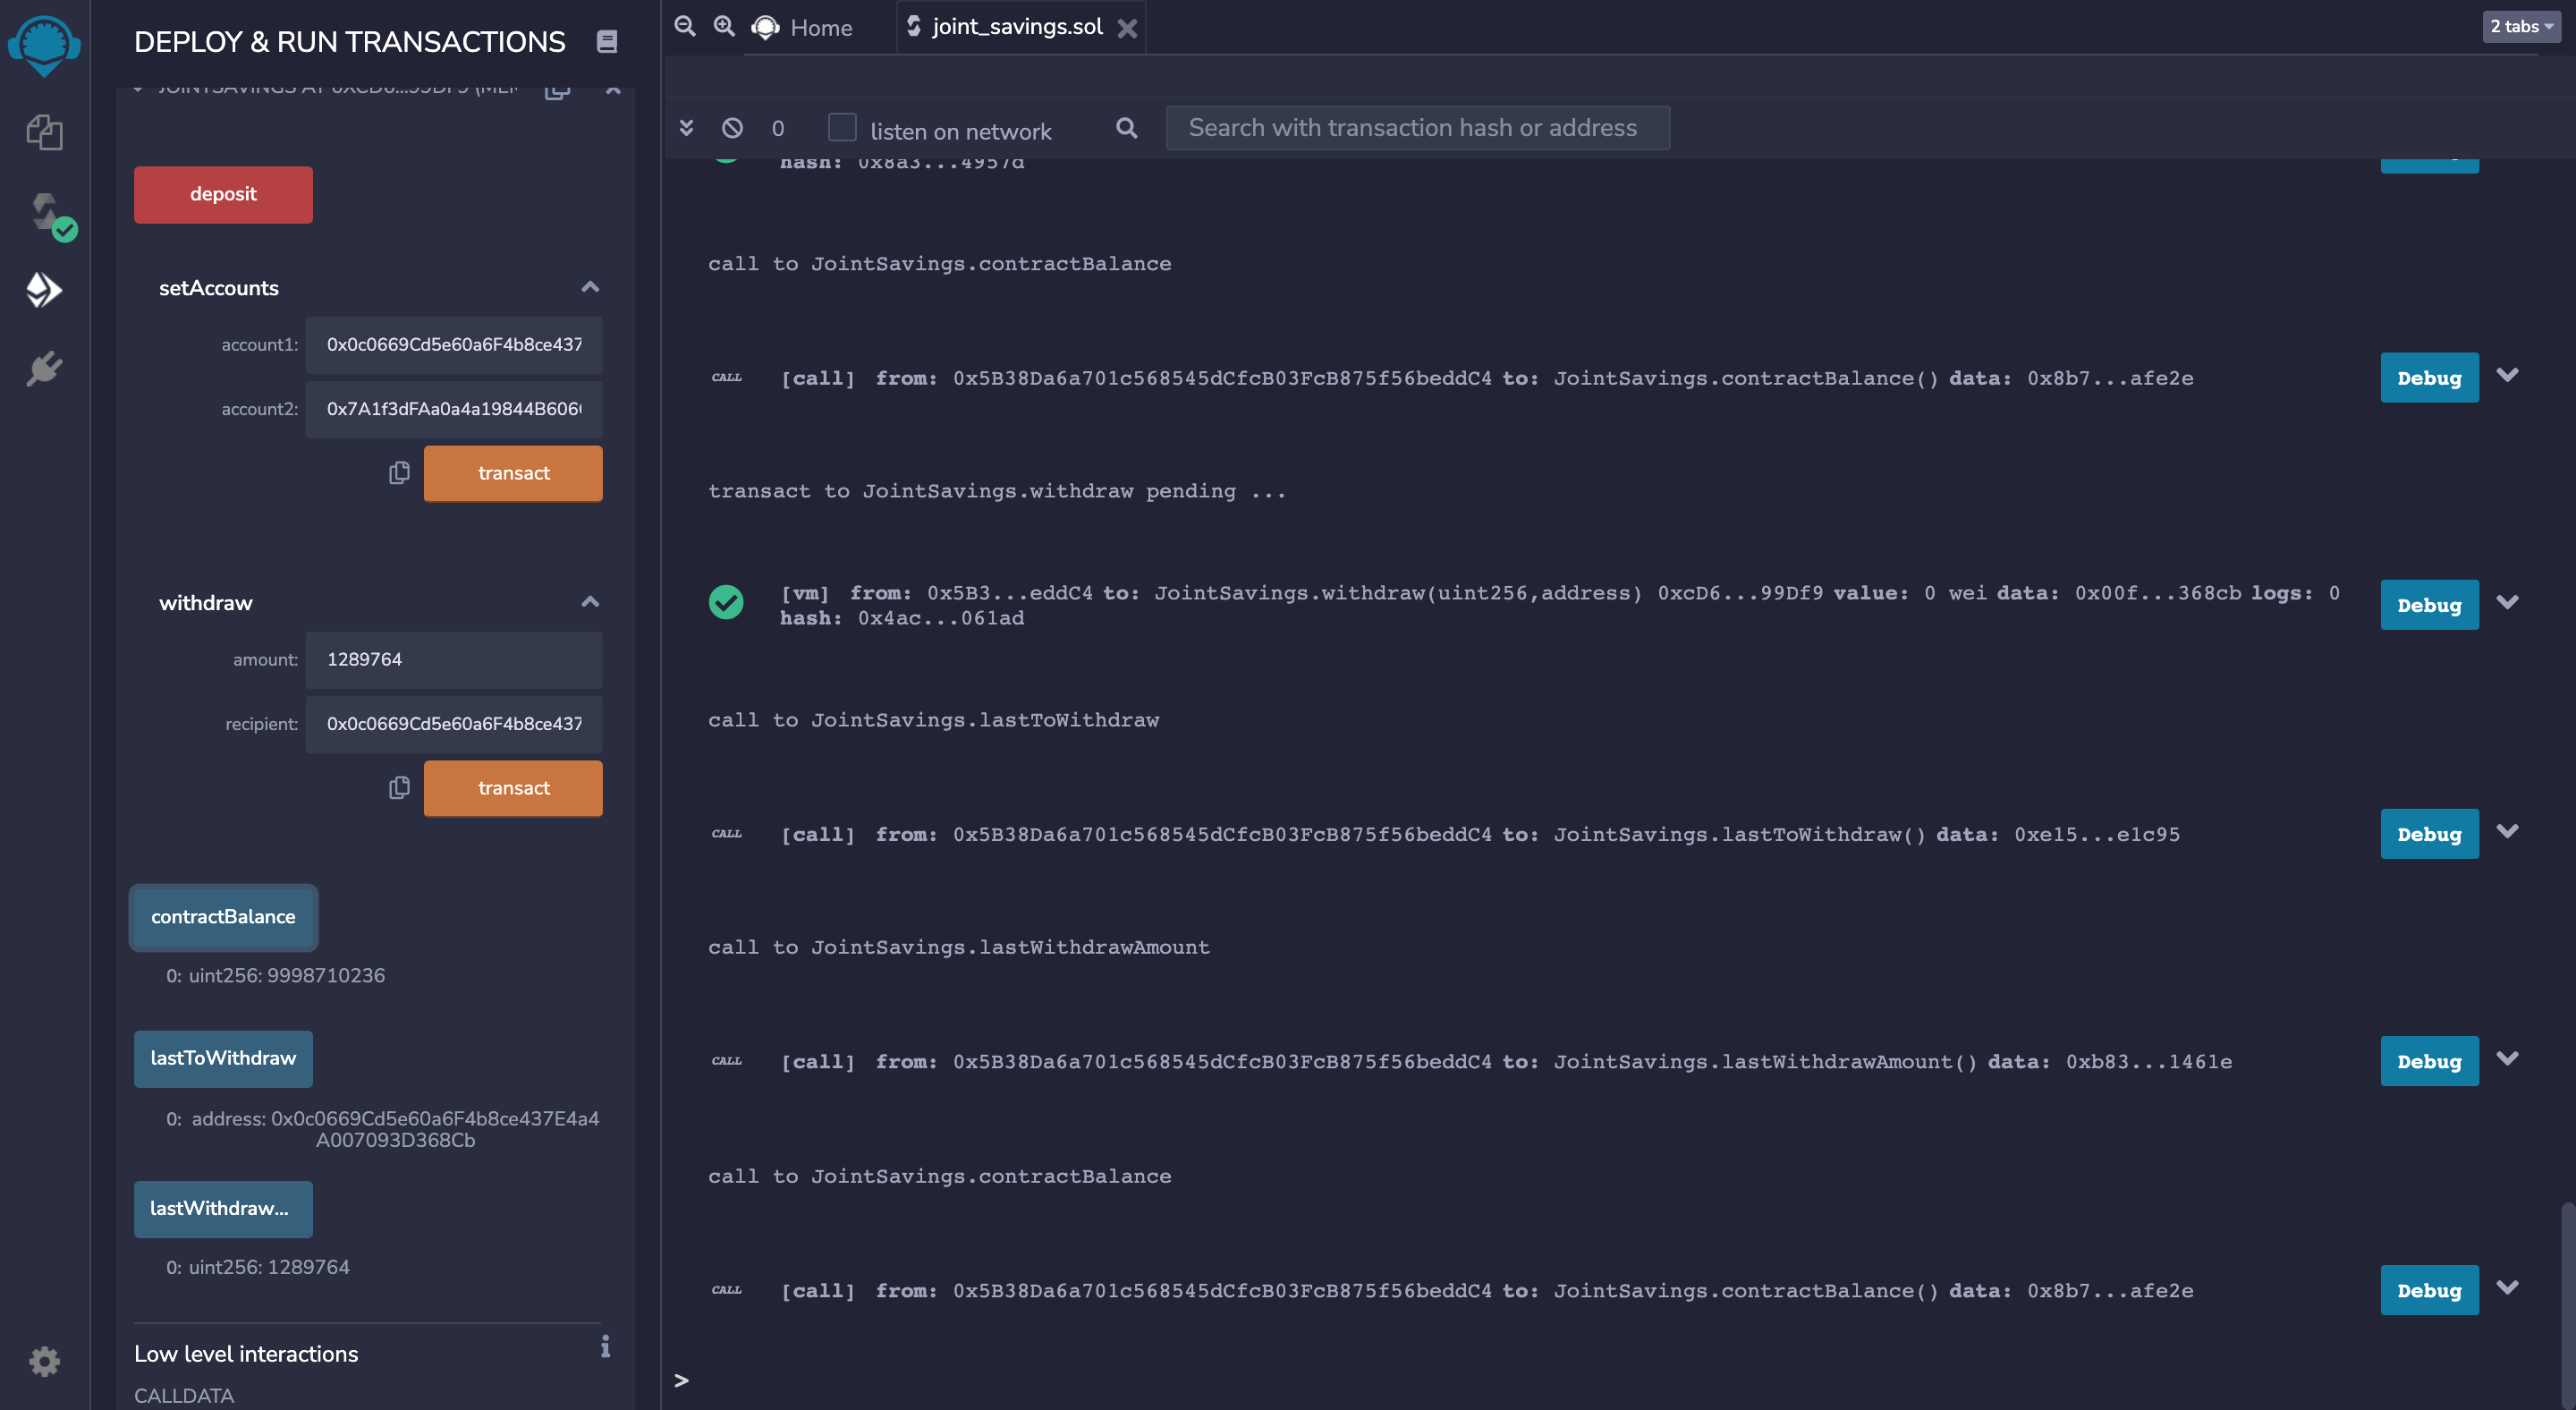 DEPLOY & RUN TRANSACTIONS
JOINTSAVINGS AT 0XCD6...99DF9 (MEM
deposit
setAccounts
account1: 0x0c0669Cd5e60a6F4b8ce437
account2: 0x7A1f3dFAa0a4a19844B606
transact
withdraw
amount: 1289764
recipient: 0x0c0669Cd5e60a6F4b8ce437
transact
contractBalance
0: uint256: 9998710236
lastToWithdraw
0: address: 0x0c0669Cd5e60a6F4b8ce437E4a4
A007093D368Cb
lastWithdraw...
0: uint256: 1289764
Low level interactions
CALLDATA
Home
joint_savings.sol
2 tabs
0
listen on network
Search with transaction hash or address
hash: 0x8a3...4957d
call to JointSavings.contractBalance
CALL [call] from: 0x5B38Da6a701c568545dCfcB03FcB875f56beddC4 to: JointSavings.contractBalance() data: 0x8b7...afe2e
Debug
transact to JointSavings.withdraw pending ...
[vm] from: 0x5B3...eddC4 to: JointSavings.withdraw(uint256,address) 0xcD6...99Df9 value: 0 wei data: 0x00f...368cb logs: 0
hash: 0x4ac...061ad
Debug
call to JointSavings.lastToWithdraw
CALL [call] from: 0x5B38Da6a701c568545dCfcB03FcB875f56beddC4 to: JointSavings.lastToWithdraw() data: 0xe15...e1c95
Debug
call to JointSavings.lastWithdrawAmount
CALL [call] from: 0x5B38Da6a701c568545dCfcB03FcB875f56beddC4 to: JointSavings.lastWithdrawAmount() data: 0xb83...1461e
Debug
call to JointSavings.contractBalance
CALL [call] from: 0x5B38Da6a701c568545dCfcB03FcB875f56beddC4 to: JointSavings.contractBalance() data: 0x8b7...afe2e
Debug
>